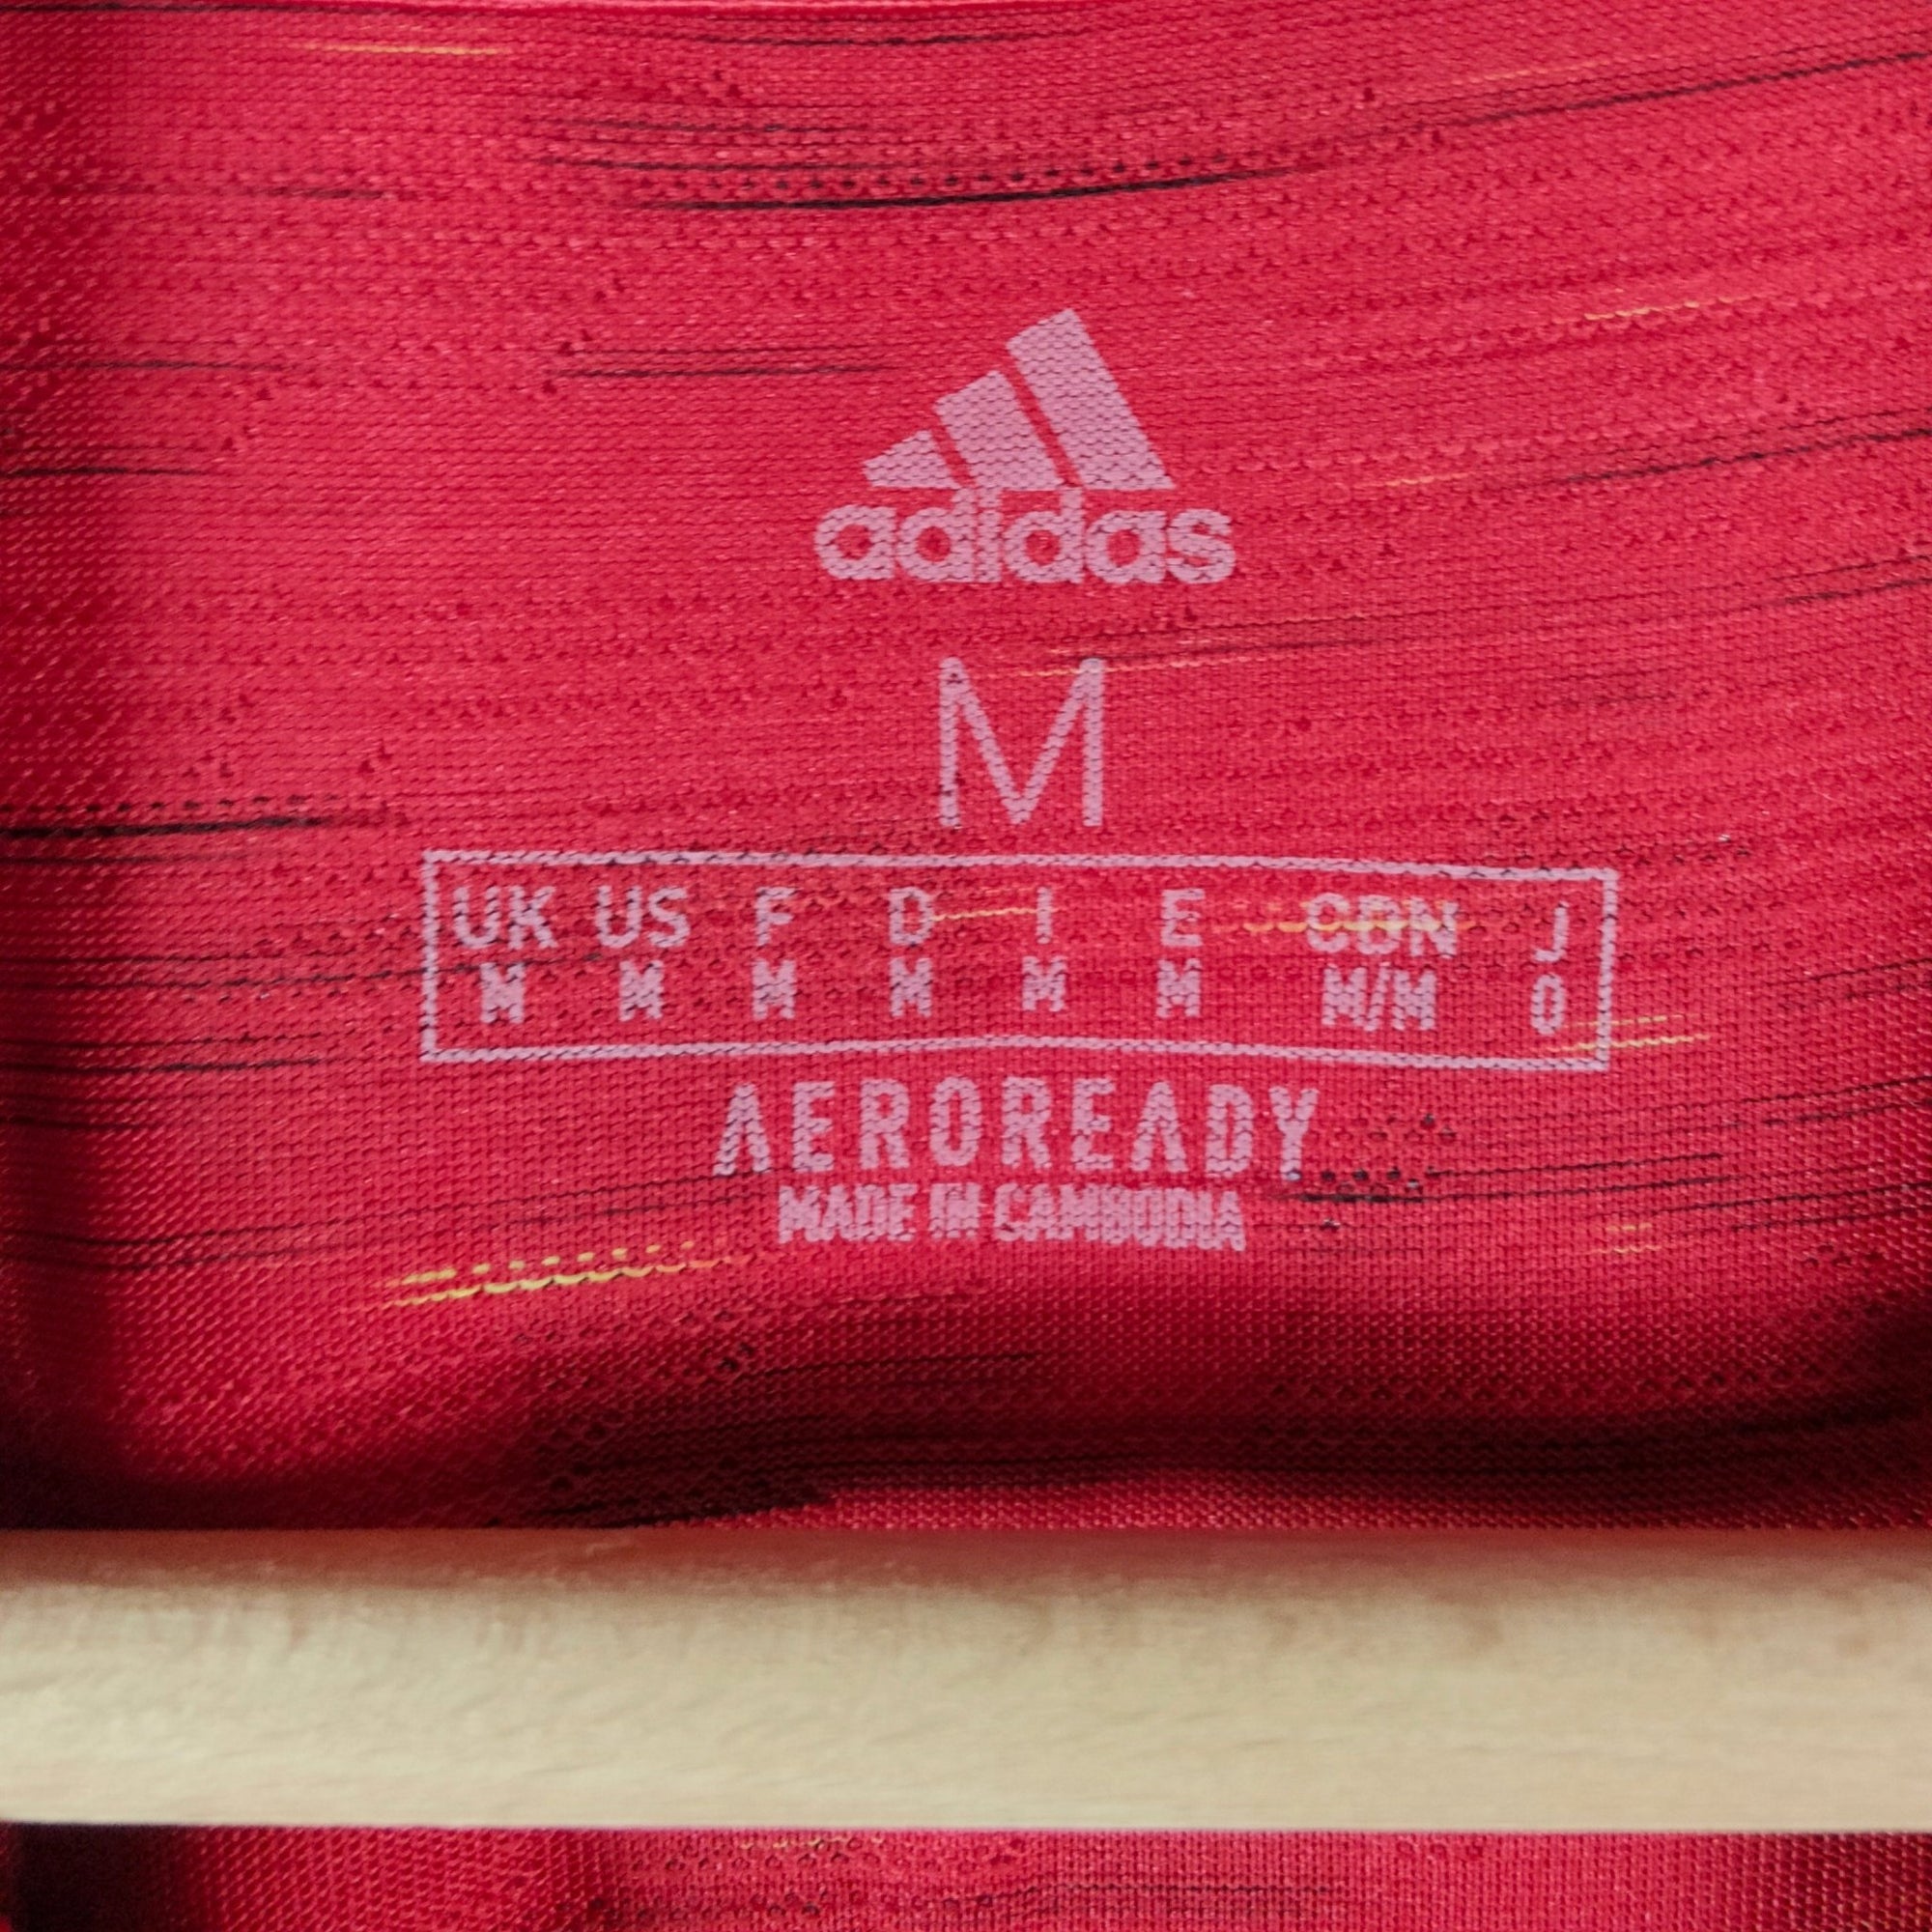 adidas
M
UK US F D I E CDN J
M M M M M M M/M O
AEROREADY
MADE IN CAMBODIA